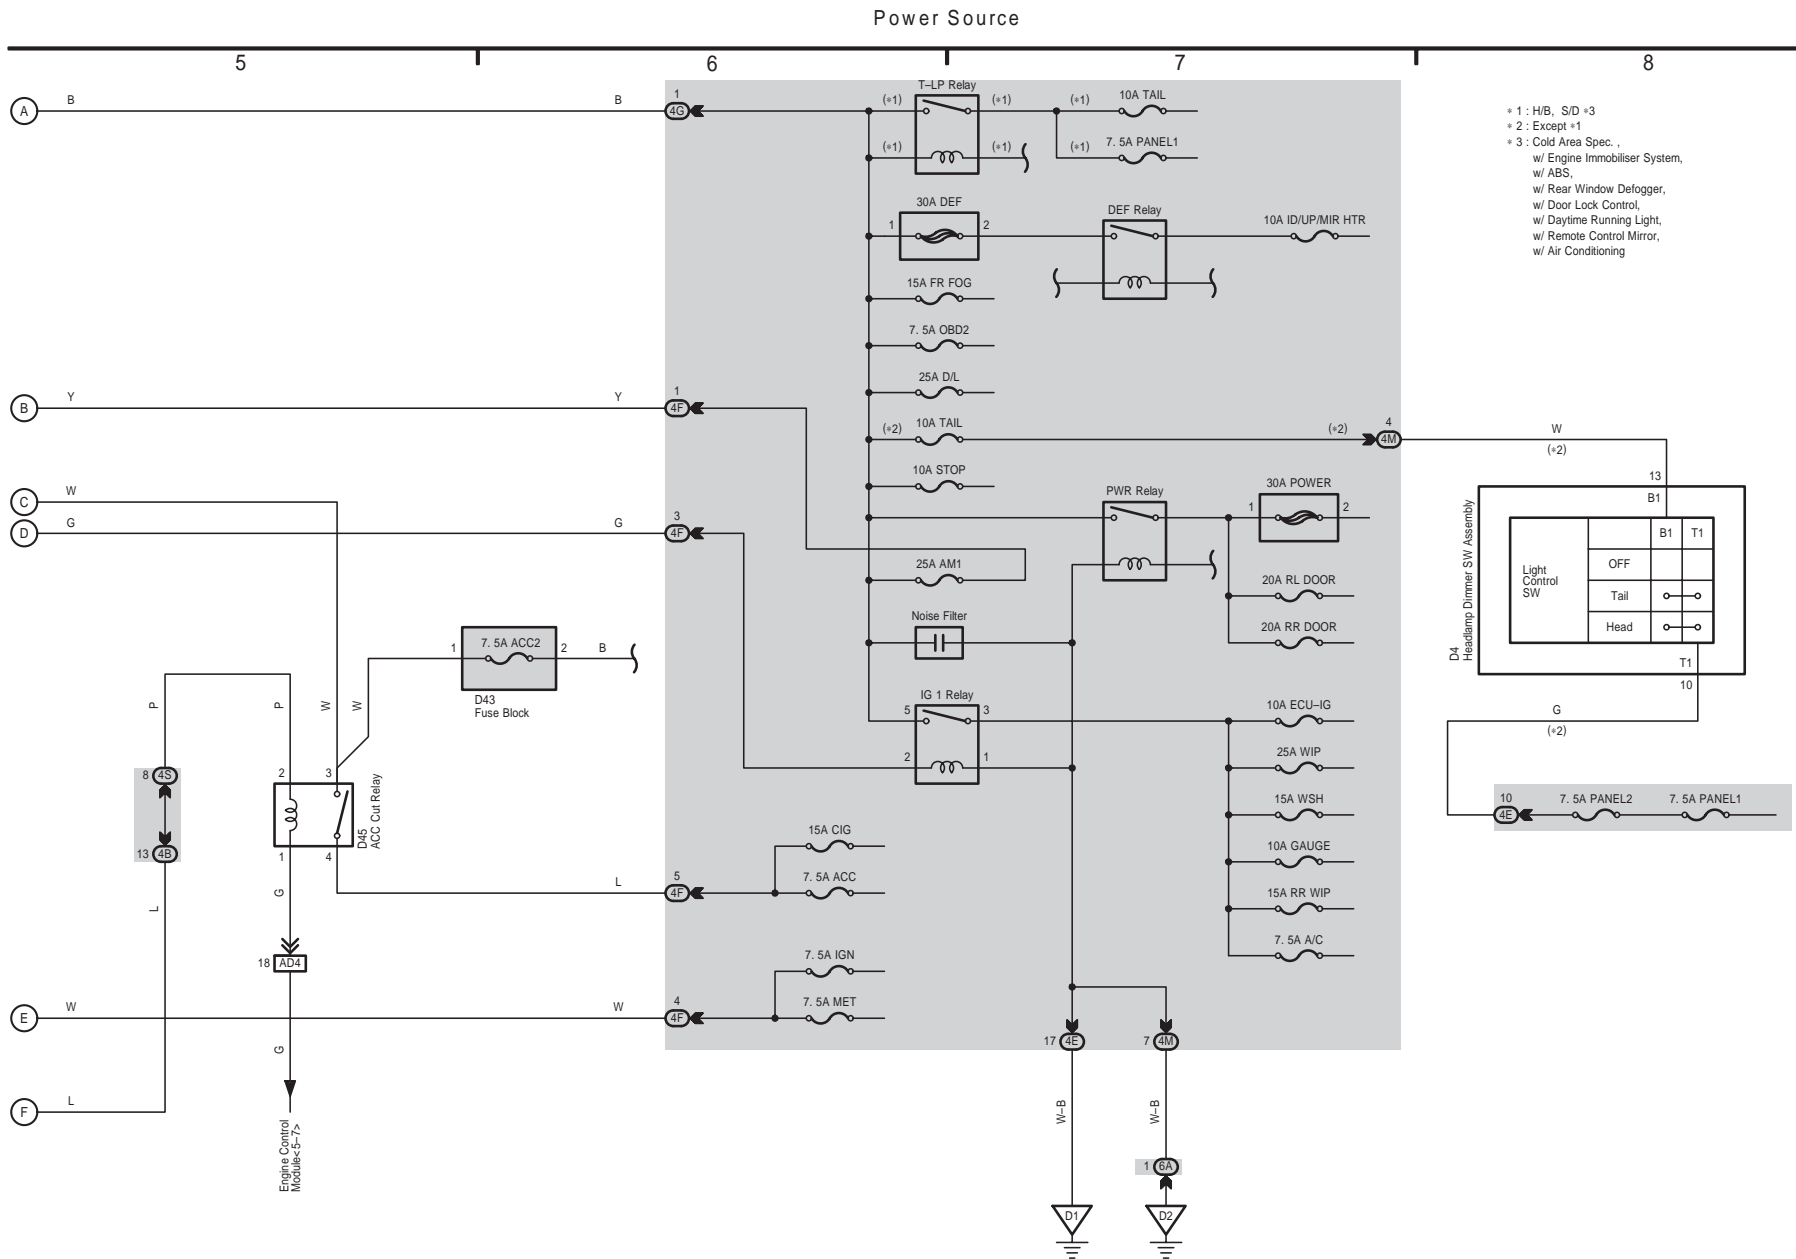 Power Source
5
6
7
8
A
B
B
1
4G
T–LP Relay
(*1)
(*1)
(*1)
10A TAIL
(*1)
(*1)
(*1)
7. 5A PANEL1
* 1 : H/B, S/D *3
* 2 : Except *1
* 3 : Cold Area Spec. ,
w/ Engine Immobiliser System,
w/ ABS,
w/ Rear Window Defogger,
w/ Door Lock Control,
w/ Daytime Running Light,
w/ Remote Control Mirror,
w/ Air Conditioning
30A DEF
1
2
DEF Relay
10A ID/UP/MIR HTR
15A FR FOG
7. 5A OBD2
25A D/L
B
Y
Y
1
4F
(*2)
10A TAIL
(*2)
4
4M
W
(*2)
10A STOP
C
W
D
G
G
3
4F
PWR Relay
30A POWER
1
2
25A AM1
20A RL DOOR
Noise Filter
20A RR DOOR
13
B1
D4
Headlamp Dimmer SW Assembly
Light
Control
SW
B1
T1
OFF
Tail
Head
T1
10
G
(*2)
10
4E
7. 5A PANEL2
7. 5A PANEL1
1
7. 5A ACC2
2
B
D43
Fuse Block
P
P
W
W
IG 1 Relay
5
3
2
1
10A ECU–IG
25A WIP
15A WSH
10A GAUGE
15A RR WIP
7. 5A A/C
8
4S
13
4B
2
3
1
4
D45
ACC Cut Relay
15A CIG
7. 5A ACC
L
5
4F
L
G
18
AD4
G
7. 5A IGN
7. 5A MET
E
W
W
4
4F
17
4E
7
4M
F
L
Engine Control
Module<5–7>
W–B
W–B
1
6A
D1
D2